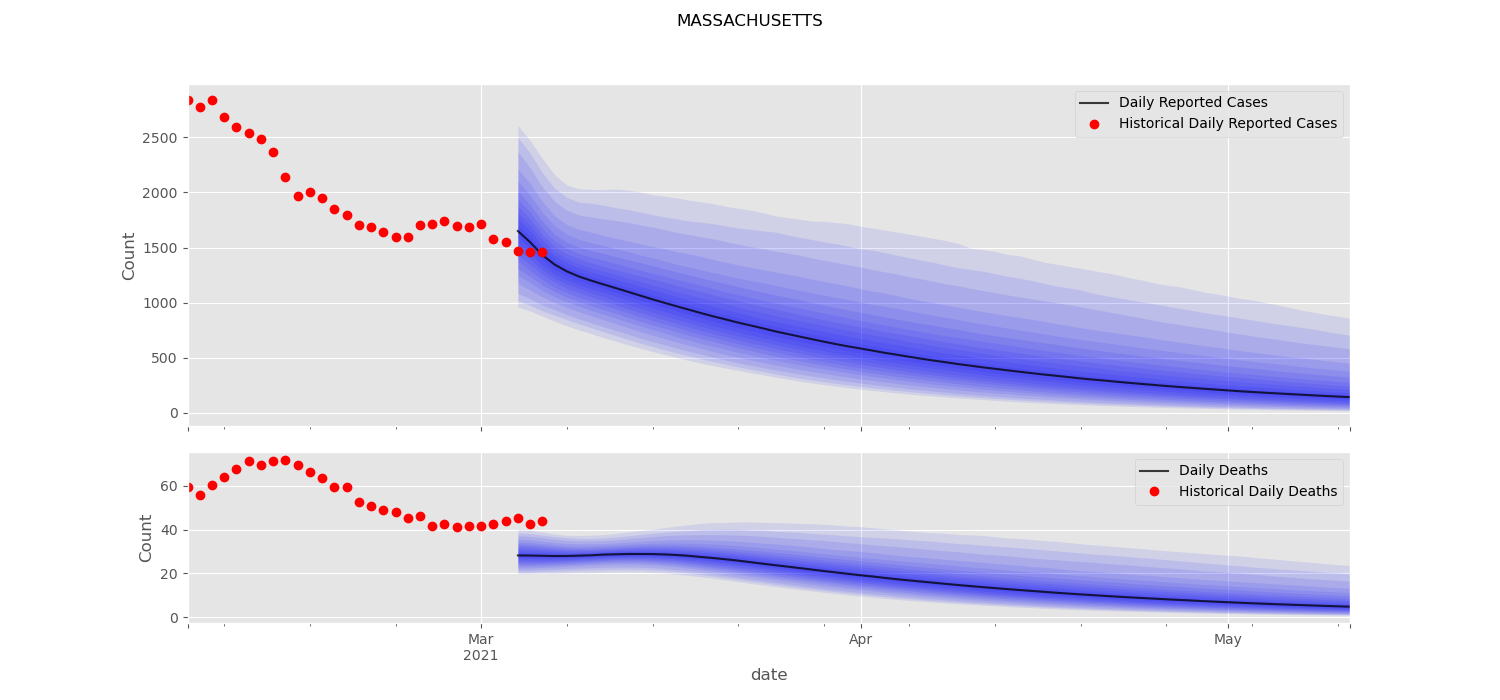 MASSACHUSETTS
Daily Reported Cases
Historical Daily Reported Cases
Count
2500
2000
1500
1000
500
0
Daily Deaths
Historical Daily Deaths
Count
60
40
20
0
Mar
2021
Apr
May
date